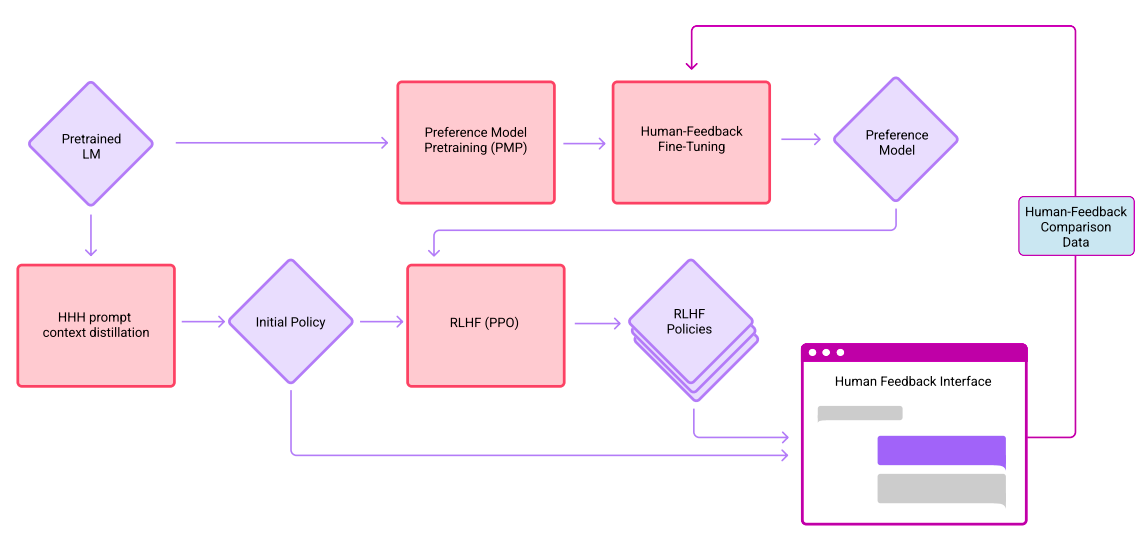 Pretrained
LM
Preference Model
Pretraining (PMP)
Human-Feedback
Fine-Tuning
Preference
Model
Human-Feedback
Comparison
Data
HHH prompt
context distillation
Initial Policy
RLHF (PPO)
RLHF
Policies
Human Feedback Interface